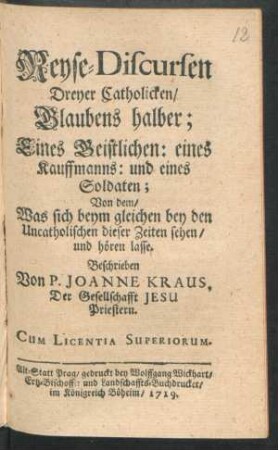 12
Reyse-Discursen
Dreyer Catholicken/
Glaubens halber;
Eines Geistlichen: eines
Kauffmanns: und eines
Soldaten;
Von dem/
Was sich beym gleichen bey den
Uncatholischen dieser Zeiten sehen/
und hören lasse.
Beschrieben
Von P. JOANNE KRAUS,
Der Gesellschafft JESU
Priestern.
CUM LICENTIA SUPERIORUM.
Alt-Statt Prag/ gedruckt bey Wolffgang Wickhart/
Ertz-Bischoff: und Landschaffts-Buchdrucker/
im Königreich Böheim/ 1719.